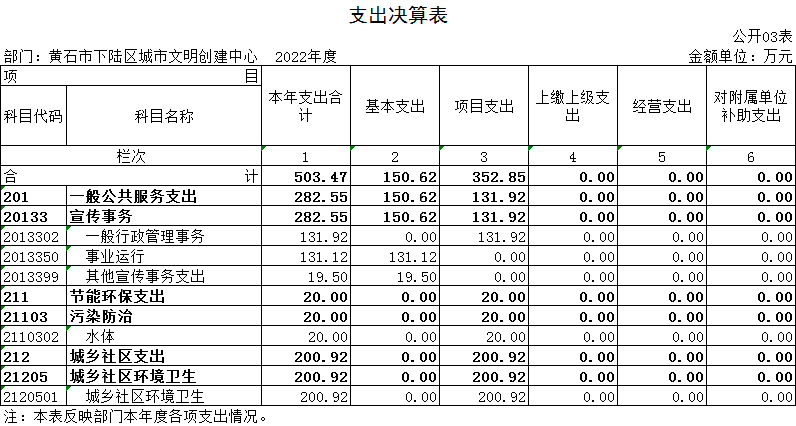 支出决算表
公开03表
部门：黄石市下陆区城市文明创建中心 2022年度 金额单位：万元
项 目 本年支出合计 基本支出 项目支出 上缴上级支出 经营支出 对附属单位补助支出
科目代码 科目名称
栏次 1 2 3 4 5 6
合 计 503.47 150.62 352.85 0.00 0.00 0.00
201 一般公共服务支出 282.55 150.62 131.92 0.00 0.00 0.00
20133 宣传事务 282.55 150.62 131.92 0.00 0.00 0.00
2013302 一般行政管理事务 131.92 0.00 131.92 0.00 0.00 0.00
2013350 事业运行 131.12 131.12 0.00 0.00 0.00 0.00
2013399 其他宣传事务支出 19.50 19.50 0.00 0.00 0.00 0.00
211 节能环保支出 20.00 0.00 20.00 0.00 0.00 0.00
21103 污染防治 20.00 0.00 20.00 0.00 0.00 0.00
2110302 水体 20.00 0.00 20.00 0.00 0.00 0.00
212 城乡社区支出 200.92 0.00 200.92 0.00 0.00 0.00
21205 城乡社区环境卫生 200.92 0.00 200.92 0.00 0.00 0.00
2120501 城乡社区环境卫生 200.92 0.00 200.92 0.00 0.00 0.00
注：本表反映部门本年度各项支出情况。